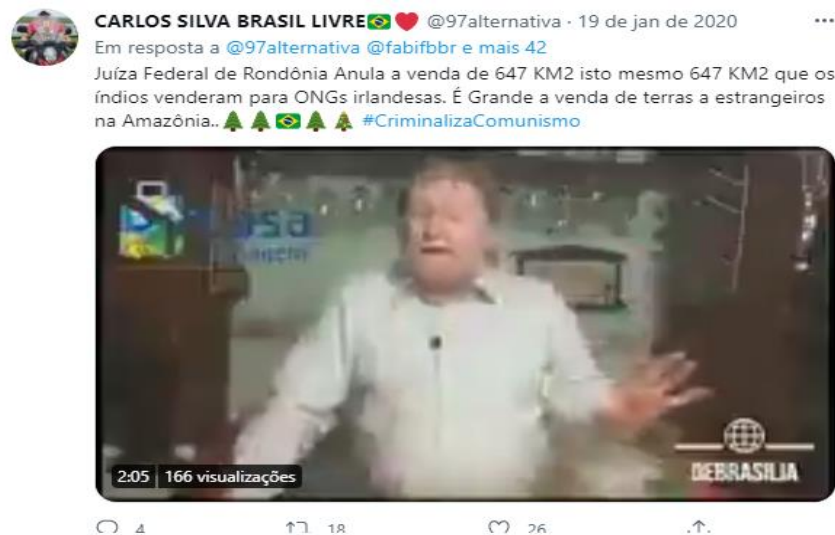 CARLOS SILVA BRASIL LIVRE🇧🇷❤️ @97alternativa · 19 de jan de 2020 ...
Em resposta a @97alternativa @fabifbbr e mais 42
Juíza Federal de Rondônia Anula a venda de 647 KM2 isto mesmo 647 KM2 que os
índios venderam para ONGs irlandesas. É Grande a venda de terras a estrangeiros
na Amazônia..🌲🌲🇧🇷🌲🎄 #CriminalizaComunismo
DEBRASILIA
2:05 166 visualizações
4 18 26